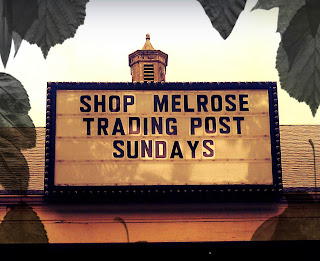 SHOP MELROSE
TRADING POST
SUNDAYS